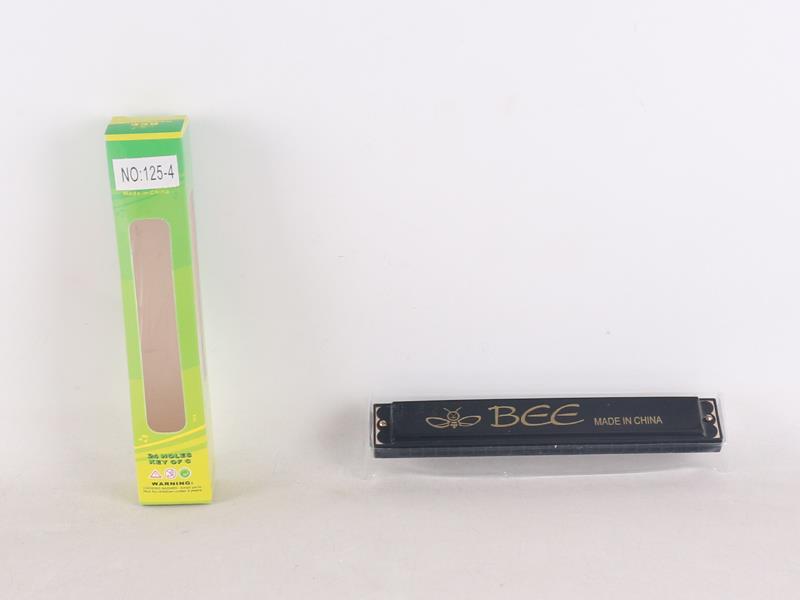 NO:125-4
Made in China
24 HOLES
KEY OF C
WARNING:
BEE MADE IN CHINA